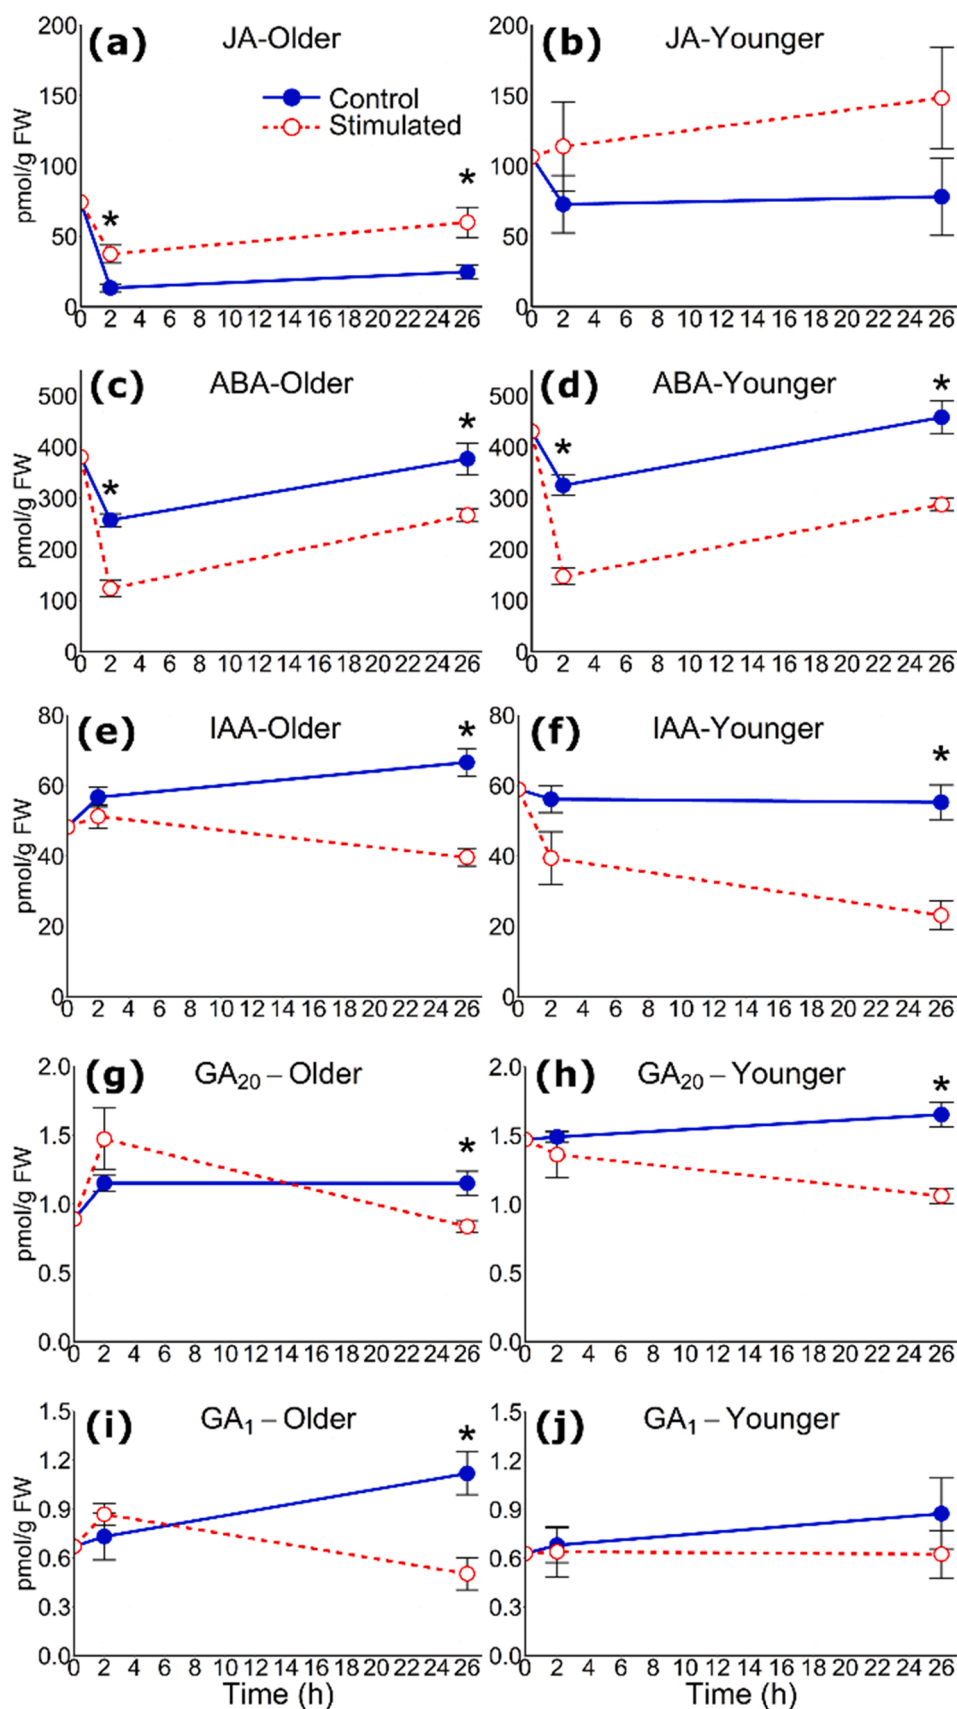 (a) JA-Older
200
150
100
50
0
pmol/g FW
Control
Stimulated
*
*
0 2 4 6 8 10 12 14 16 18 20 22 24 26
(b) JA-Younger
200
150
100
50
0
0 2 4 6 8 10 12 14 16 18 20 22 24 26
(c) ABA-Older
500
400
300
200
100
0
pmol/g FW
*
*
0 2 4 6 8 10 12 14 16 18 20 22 24 26
(d) ABA-Younger
500
400
300
200
100
0
*
*
0 2 4 6 8 10 12 14 16 18 20 22 24 26
(e) IAA-Older
80
60
40
20
0
pmol/g FW
*
0 2 4 6 8 10 12 14 16 18 20 22 24 26
(f) IAA-Younger
80
60
40
20
0
*
0 2 4 6 8 10 12 14 16 18 20 22 24 26
(g) GA₂₀ – Older
2.0
1.5
1.0
0.5
0.0
pmol/g FW
*
0 2 4 6 8 10 12 14 16 18 20 22 24 26
(h) GA₂₀ – Younger
2.0
1.5
1.0
0.5
0.0
*
0 2 4 6 8 10 12 14 16 18 20 22 24 26
(i) GA₁ – Older
1.5
1.2
0.9
0.6
0.3
0.0
pmol/g FW
*
0 2 4 6 8 10 12 14 16 18 20 22 24 26
Time (h)
(j) GA₁ – Younger
1.5
1.2
0.9
0.6
0.3
0.0
0 2 4 6 8 10 12 14 16 18 20 22 24 26
Time (h)